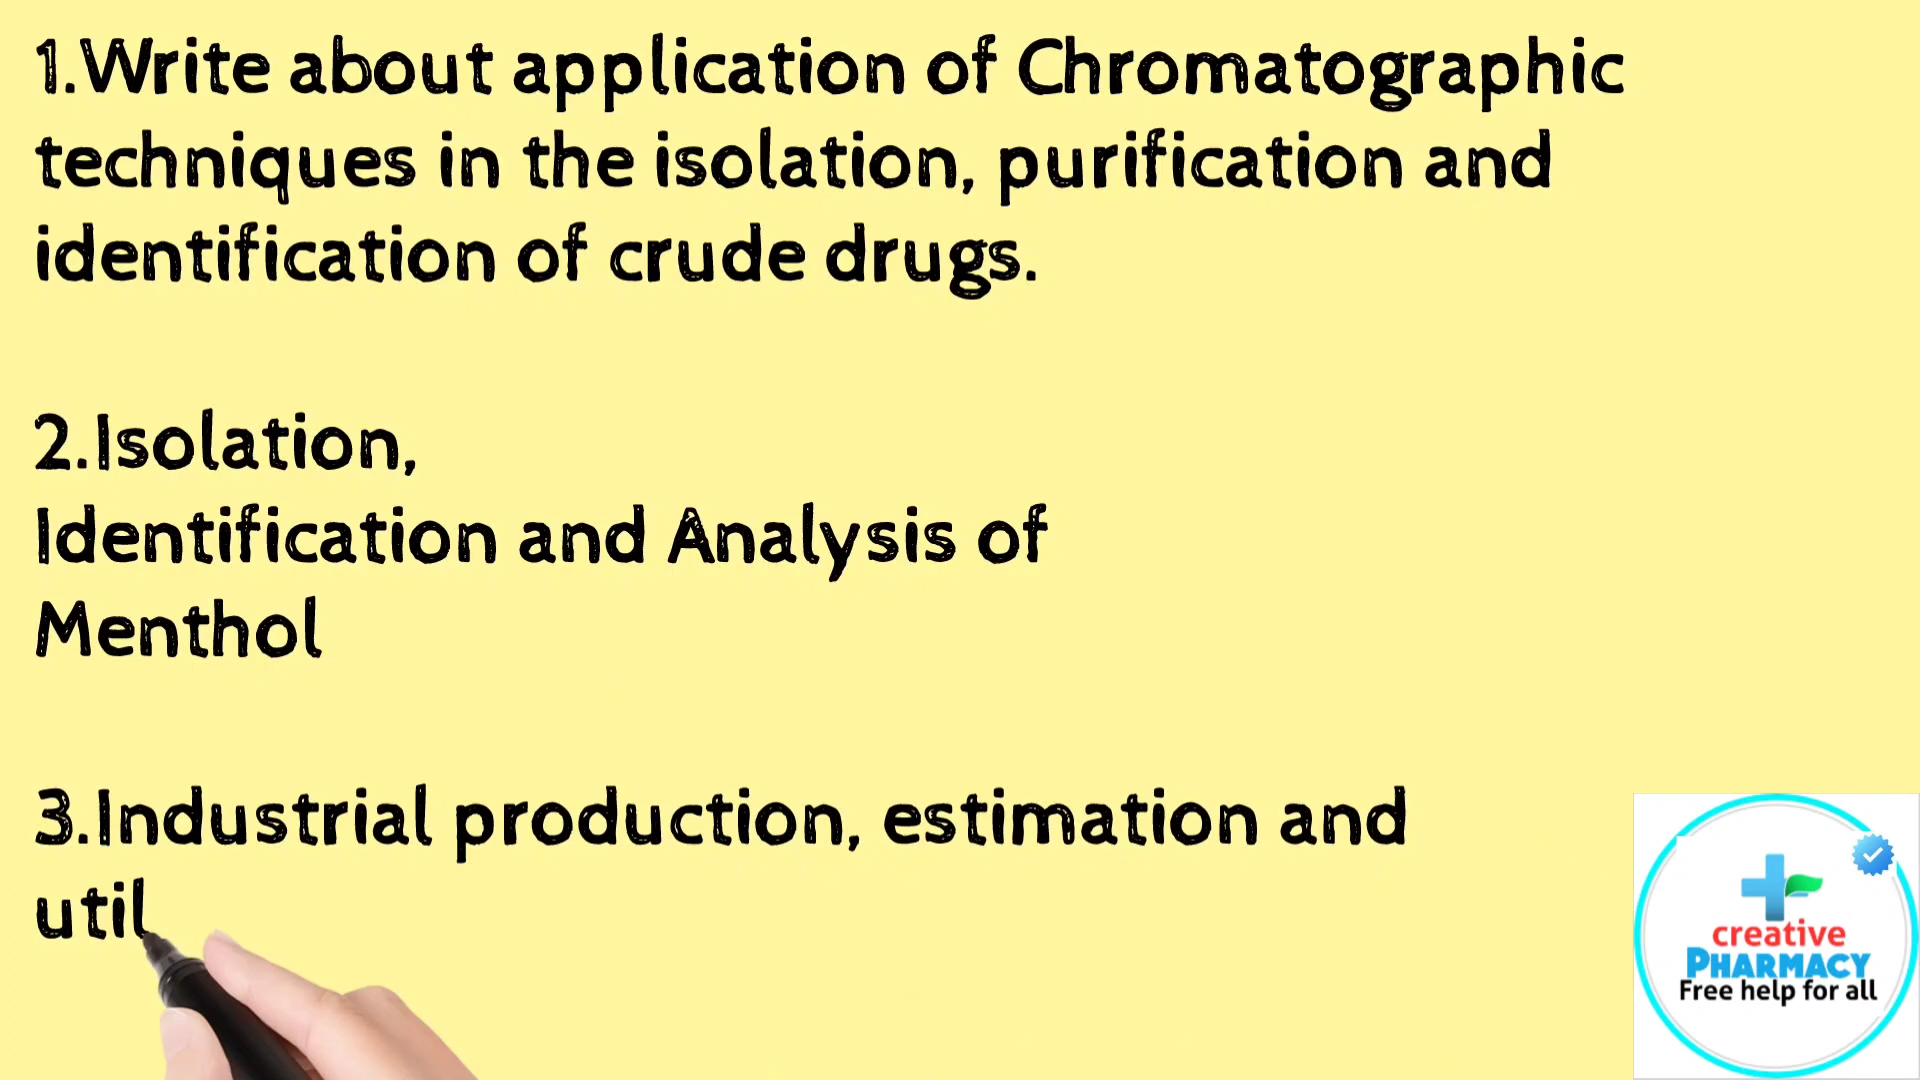 1.Write about application of Chromatographic
techniques in the isolation, purification and
identification of crude drugs.
2.Isolation,
Identification and Analysis of
Menthol
3.Industrial production, estimation and
util
creative
PHARMACY
Free help for all